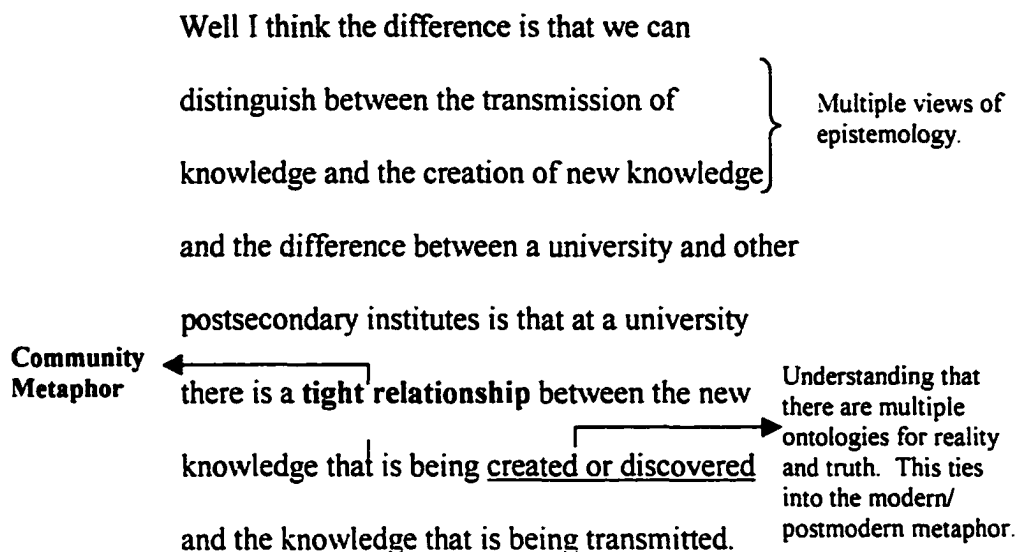 Well I think the difference is that we can
distinguish between the transmission of
knowledge and the creation of new knowledge
Multiple views of
epistemology.
and the difference between a university and other
postsecondary institutes is that at a university
there is a tight relationship between the new
Community
Metaphor
knowledge that is being created or discovered
and the knowledge that is being transmitted.
Understanding that
there are multiple
ontologies for reality
and truth. This ties
into the modern/
postmodern metaphor.